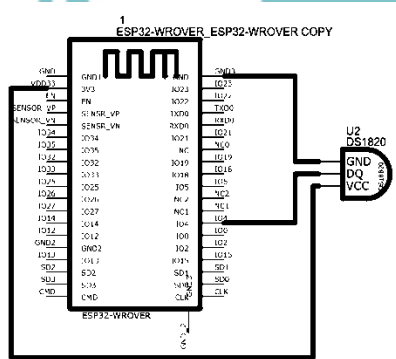 1
ESP32-WROVER_ESP32-WROVER COPY
GND GND1 GND GND3
VDD33 3V3 IO23 IO23
EN EN IO22 IO22
SENSOR_VP SENSR_VP TXD0 TXD0
SENSOR_VN SENSR_VN RXD0 RXD0
IO34 IO34 IO21 IO21
IO35 IO35 NC NC0
IO32 IO32 IO19 IO19
IO33 IO33 IO18 IO18
IO25 IO25 IO5 IO5
IO26 IO26 NC2 NC2
IO27 IO27 NC1 NC1
IO14 IO14 IO4 IO4
IO12 IO12 IO0 IO0
GND2 GND2 IO2 IO2
IO13 IO13 IO15 IO15
SD2 SD2 SD1 SD1
SD3 SD3 SD0 SD0
CMD CMD CLK CLK
ESP32-WROVER
U2
DS1820
GND
DQ
VCC